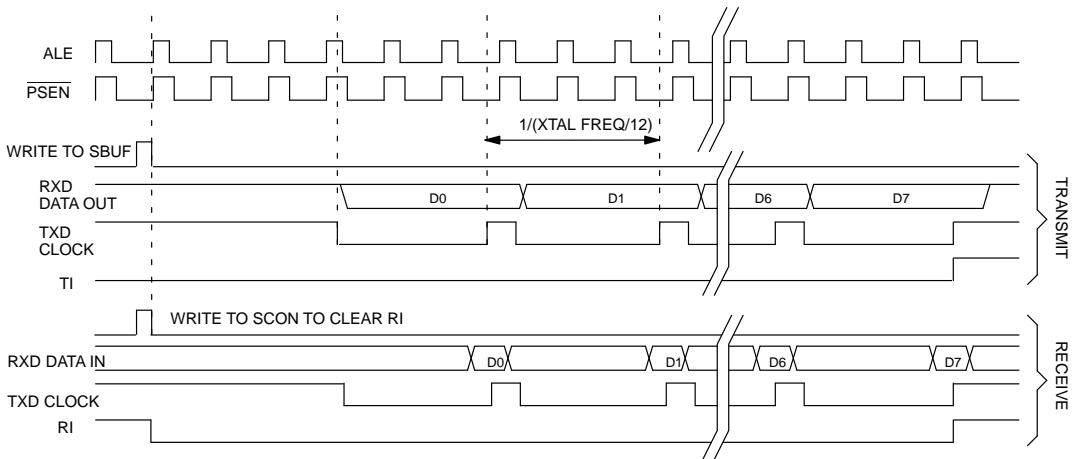 ALE
PSEN
1/(XTAL FREQ/12)
WRITE TO SBUF
RXD
DATA OUT
D0
D1
D6
D7
TXD
CLOCK
TI
TRANSMIT
WRITE TO SCON TO CLEAR RI
RXD DATA IN
D0
D1
D6
D7
TXD CLOCK
RI
RECEIVE